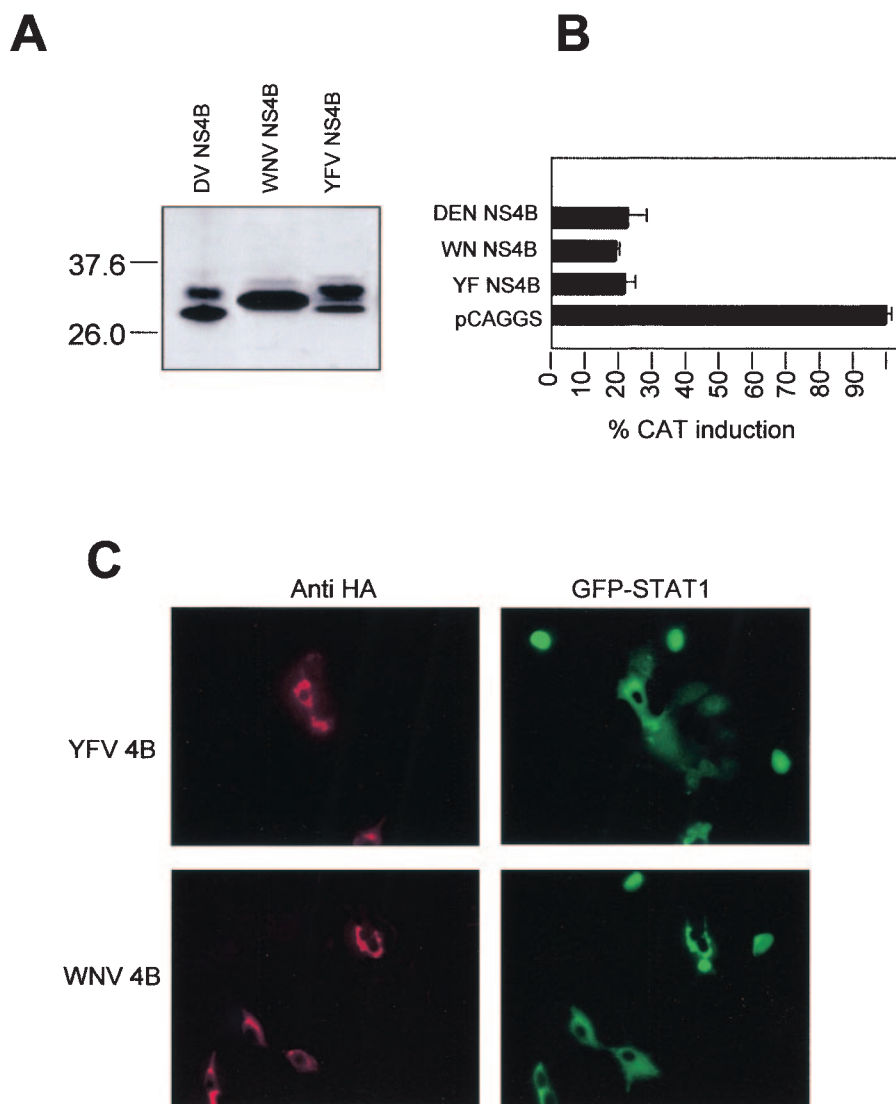 A
DV NS4B
WNV NS4B
YFV NS4B
37.6
26.0
B
DEN NS4B
WN NS4B
YF NS4B
pCAGGS
0 10 20 30 40 50 60 70 80 90
% CAT induction
C
Anti HA
GFP-STAT1
YFV 4B
WNV 4B